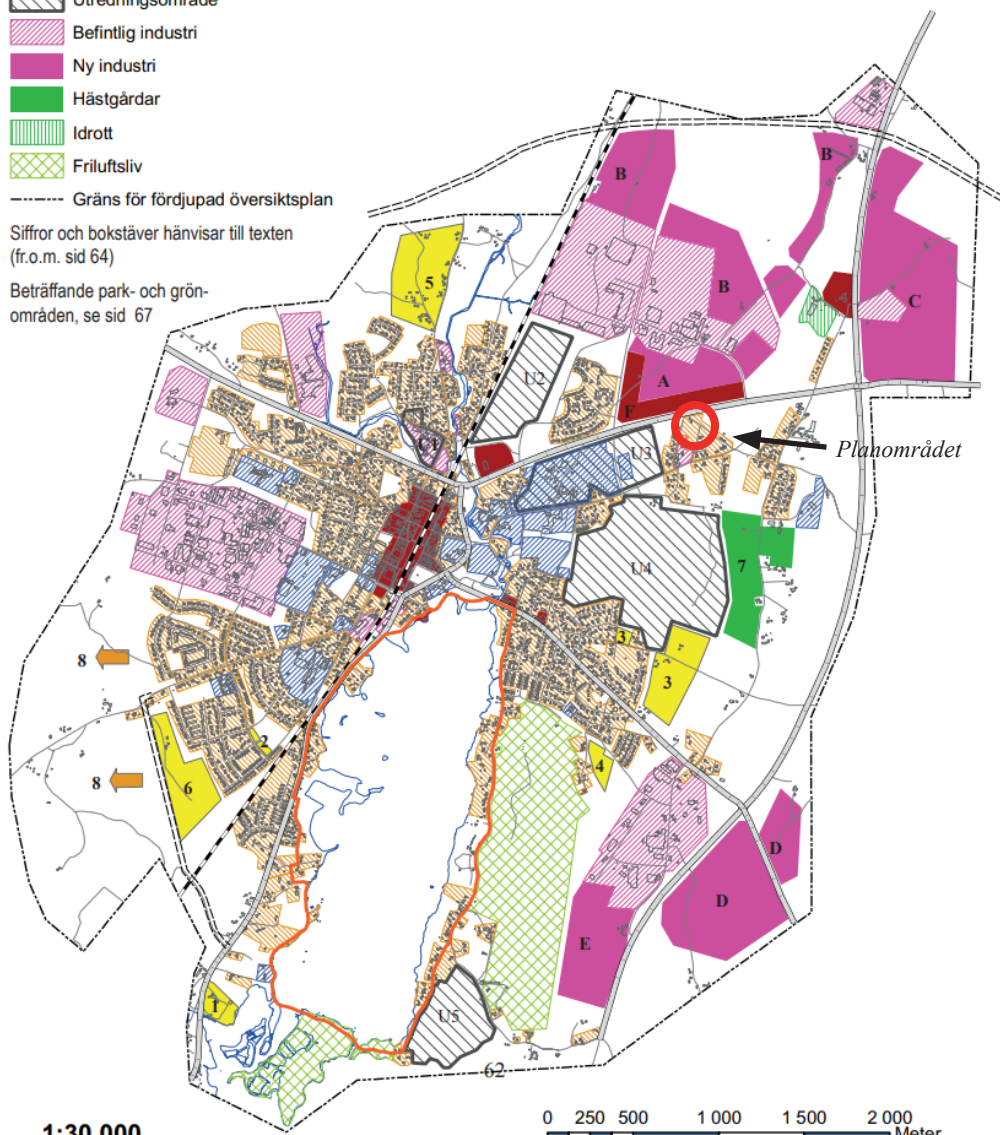 Utredningsområde
Befintlig industri
Ny industri
Hästgårdar
Idrott
Friluftsliv
Gräns för fördjupad översiktsplan
Siffror och bokstäver hänvisar till texten
(fr.o.m. sid 64)
Beträffande park- och grön-
områden, se sid 67
B
B
5
B
C
U2
A
F
U1
U3
Planområdet
U4
7
3
8
3
2
4
8
6
D
D
E
1
U5
62
1:30 000
0 250 500 1 000 1 500 2 000
Meter